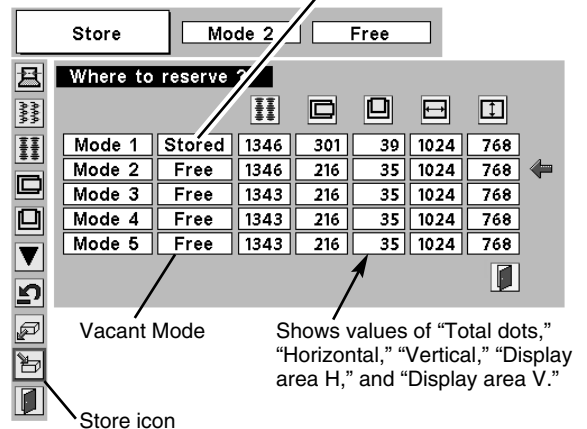 Store Mode 2 Free
Where to reserve ?
Mode 1 Stored 1346 301 39 1024 768
Mode 2 Free 1346 216 35 1024 768
Mode 3 Free 1343 216 35 1024 768
Mode 4 Free 1343 216 35 1024 768
Mode 5 Free 1343 216 35 1024 768
Vacant Mode
Shows values of “Total dots,”
“Horizontal,” “Vertical,” “Display
area H,” and “Display area V.”
Store icon